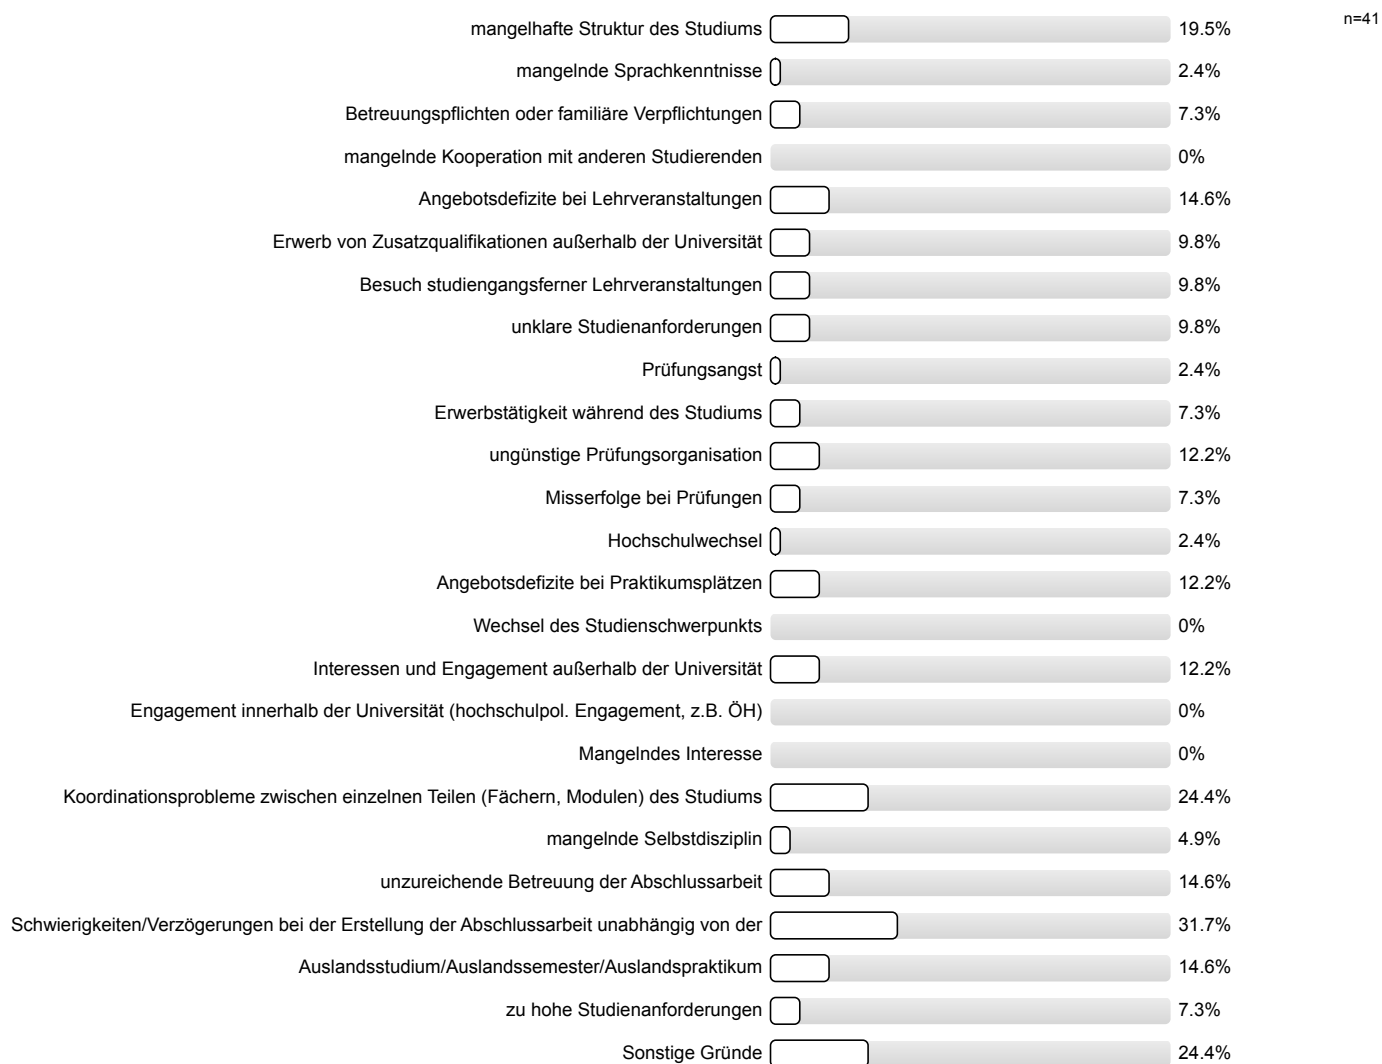 mangelhafte Struktur des Studiums 19.5% n=41
mangelnde Sprachkenntnisse 2.4%
Betreuungspflichten oder familiäre Verpflichtungen 7.3%
mangelnde Kooperation mit anderen Studierenden 0%
Angebotsdefizite bei Lehrveranstaltungen 14.6%
Erwerb von Zusatzqualifikationen außerhalb der Universität 9.8%
Besuch studiengangsferner Lehrveranstaltungen 9.8%
unklare Studienanforderungen 9.8%
Prüfungsangst 2.4%
Erwerbstätigkeit während des Studiums 7.3%
ungünstige Prüfungsorganisation 12.2%
Misserfolge bei Prüfungen 7.3%
Hochschulwechsel 2.4%
Angebotsdefizite bei Praktikumsplätzen 12.2%
Wechsel des Studienschwerpunkts 0%
Interessen und Engagement außerhalb der Universität 12.2%
Engagement innerhalb der Universität (hochschulpol. Engagement, z.B. ÖH) 0%
Mangelndes Interesse 0%
Koordinationsprobleme zwischen einzelnen Teilen (Fächern, Modulen) des Studiums 24.4%
mangelnde Selbstdisziplin 4.9%
unzureichende Betreuung der Abschlussarbeit 14.6%
Schwierigkeiten/Verzögerungen bei der Erstellung der Abschlussarbeit unabhängig von der 31.7%
Auslandsstudium/Auslandssemester/Auslandspraktikum 14.6%
zu hohe Studienanforderungen 7.3%
Sonstige Gründe 24.4%